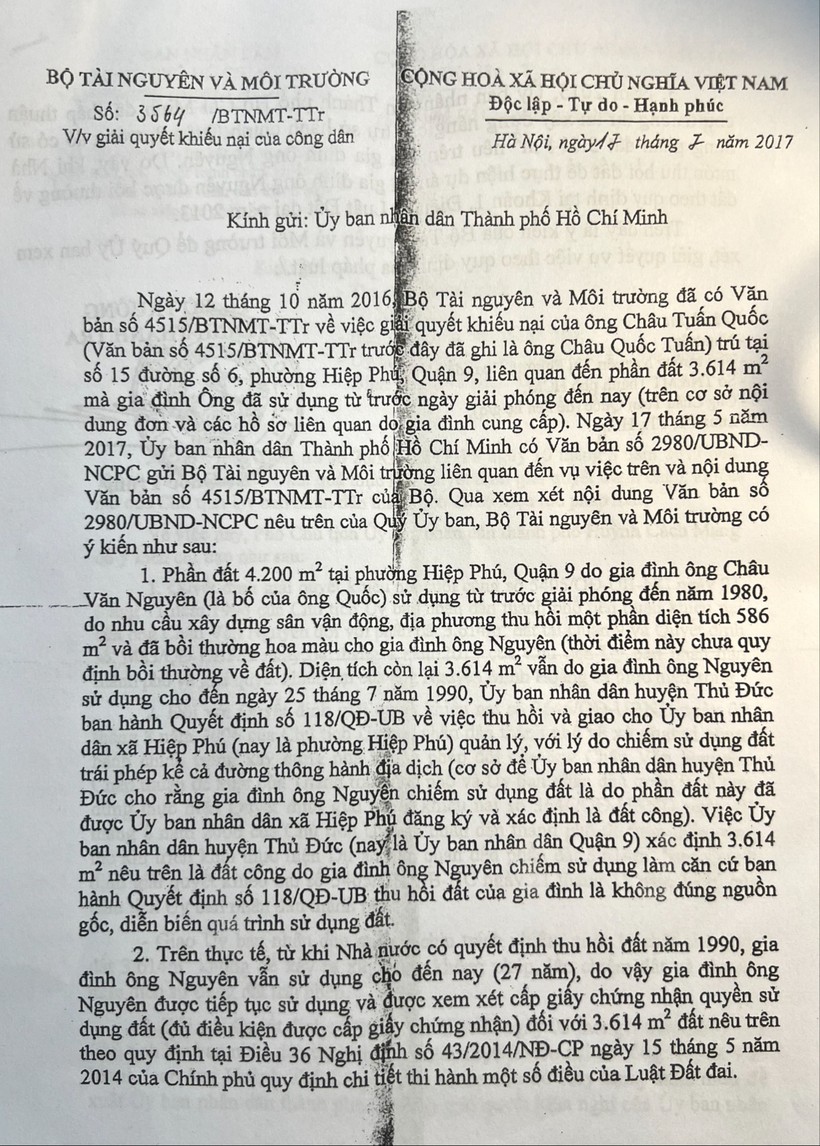 BỘ TÀI NGUYÊN VÀ MÔI TRƯỜNG
Số: 3564 /BTNMT-TTr
V/v giải quyết khiếu nại của công dân
CỘNG HOÀ XÃ HỘI CHỦ NGHĨA VIỆT NAM
Độc lập - Tự do - Hạnh phúc
Hà Nội, ngày 17 tháng 7 năm 2017
Kính gửi: Ủy ban nhân dân Thành phố Hồ Chí Minh
Ngày 12 tháng 10 năm 2016, Bộ Tài nguyên và Môi trường đã có Văn
bản số 4515/BTNMT-TTr về việc giải quyết khiếu nại của ông Châu Tuấn Quốc
(Văn bản số 4515/BTNMT-TTr trước đây đã ghi là ông Châu Quốc Tuấn) trú tại
số 15 đường số 6, phường Hiệp Phú, Quận 9, liên quan đến phần đất 3.614 m²
mà gia đình Ông đã sử dụng từ trước ngày giải phóng đến nay (trên cơ sở nội
dung đơn và các hồ sơ liên quan do gia đình cung cấp). Ngày 17 tháng 5 năm
2017, Ủy ban nhân dân Thành phố Hồ Chí Minh có Văn bản số 2980/UBND-
NCPC gửi Bộ Tài nguyên và Môi trường liên quan đến vụ việc trên và nội dung
Văn bản số 4515/BTNMT-TTr của Bộ. Qua xem xét nội dung Văn bản số
2980/UBND-NCPC nêu trên của Quý Ủy ban, Bộ Tài nguyên và Môi trường có
ý kiến như sau:
1. Phần đất 4.200 m² tại phường Hiệp Phú, Quận 9 do gia đình ông Châu
Văn Nguyên (là bố của ông Quốc) sử dụng từ trước giải phóng đến năm 1980,
do nhu cầu xây dựng sân vận động, địa phương thu hồi một phần diện tích 586
m² và đã bồi thường hoa màu cho gia đình ông Nguyên (thời điểm này chưa quy
định bồi thường về đất). Diện tích còn lại 3.614 m² vẫn do gia đình ông Nguyên
sử dụng cho đến ngày 25 tháng 7 năm 1990, Ủy ban nhân dân huyện Thủ Đức
ban hành Quyết định số 118/QĐ-UB về việc thu hồi và giao cho Ủy ban nhân
dân xã Hiệp Phú (nay là phường Hiệp Phú) quản lý, với lý do chiếm sử dụng đất
trái phép kể cả đường thông hành địa dịch (cơ sở để Ủy ban nhân dân huyện Thủ
Đức cho rằng gia đình ông Nguyên chiếm sử dụng đất là do phần đất này đã
được Ủy ban nhân dân xã Hiệp Phú đăng ký và xác định là đất công). Việc Ủy
ban nhân dân huyện Thủ Đức (nay là Ủy ban nhân dân Quận 9) xác định 3.614
m² nêu trên là đất công do gia đình ông Nguyên chiếm sử dụng làm căn cứ ban
hành Quyết định số 118/QĐ-UB thu hồi đất của gia đình là không đúng nguồn
gốc, diễn biến quá trình sử dụng đất.
2. Trên thực tế, từ khi Nhà nước có quyết định thu hồi đất năm 1990, gia
đình ông Nguyên vẫn sử dụng cho đến nay (27 năm), do vậy gia đình ông
Nguyên được tiếp tục sử dụng và được xem xét cấp giấy chứng nhận quyền sử
dụng đất (đủ điều kiện được cấp giấy chứng nhận) đối với 3.614 m² đất nêu trên
theo quy định tại Điều 36 Nghị định số 43/2014/NĐ-CP ngày 15 tháng 5 năm
2014 của Chính phủ quy định chi tiết thi hành một số điều của Luật Đất đai.